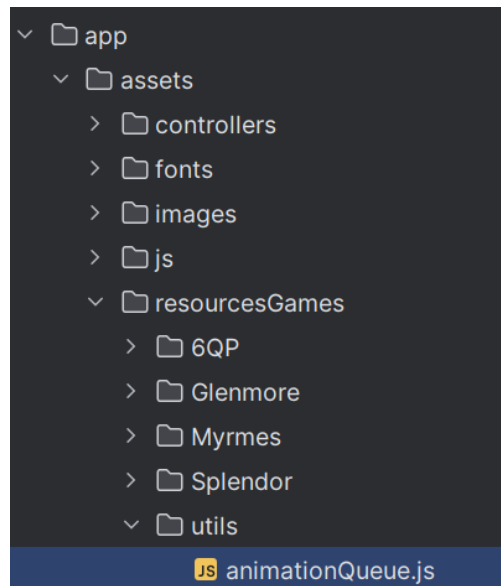 app
assets
controllers
fonts
images
js
resourcesGames
6QP
Glenmore
Myrmes
Splendor
utils
JS animationQueue.js